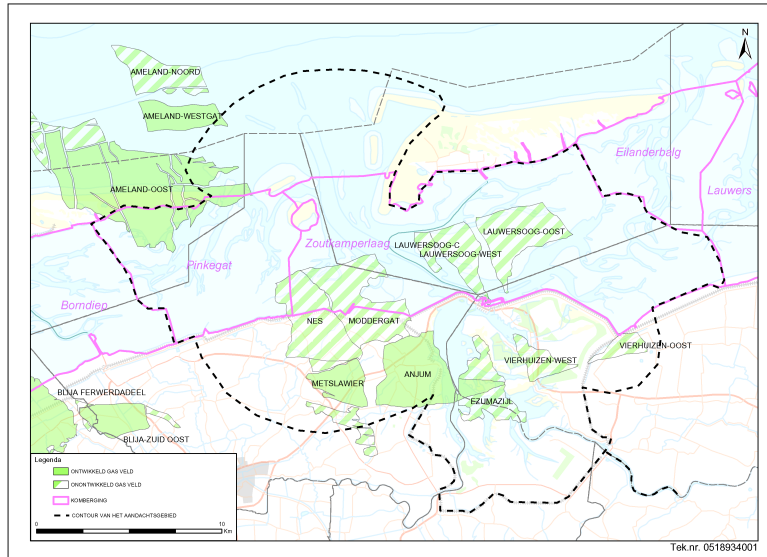 N
AMELAND-NOORD
AMELAND-WESTGAT
Eilanderbalg
AMELAND-OOST
Lauwers
LAUWERSOOG-OOST
LAUWERSOOG-C
Zoutkamperlaag
LAUWERSOOG-WEST
Pinkegat
Borndiep
NES
MODDERGAT
VIERHUIZEN-OOST
VIERHUIZEN-WEST
ANJUM
METSLAWIER
BLIJA FERWERDADEEL
EZUMAZIJL
BLIJA-ZUID OOST
Legenda
ONTWIKKELD GAS VELD
ONONTWIKKELD GAS VELD
KOMBERGING
CONTOUR VAN HET AANDACHTSGEBIED
0 10
Km
Tek.nr. 0518934001